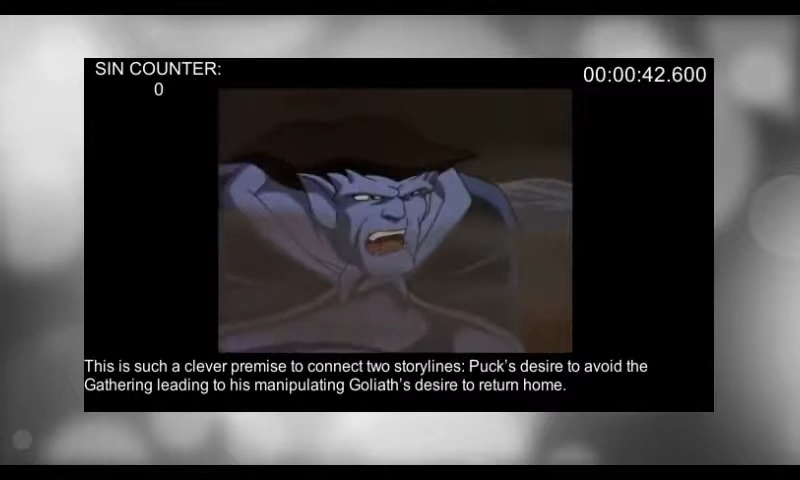 SIN COUNTER:
0
00:00:42.600
This is such a clever premise to connect two storylines: Puck's desire to avoid the
Gathering leading to his manipulating Goliath's desire to return home.